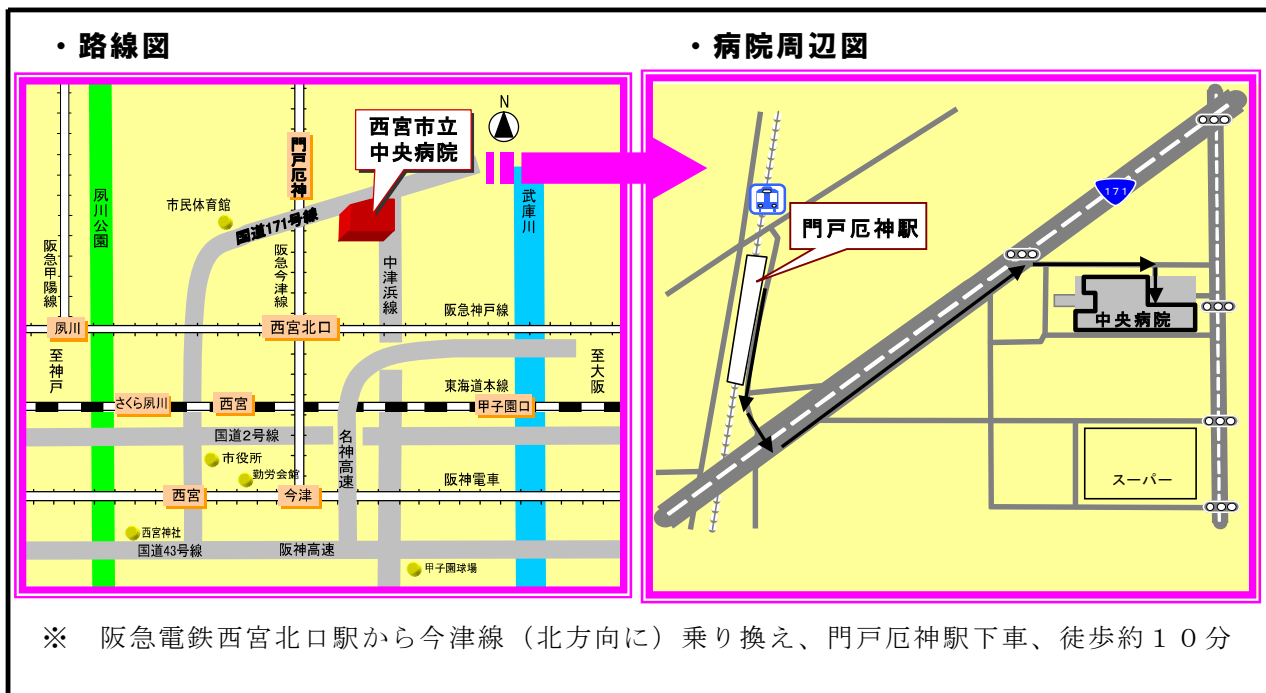 ・路線図
・病院周辺図
N
西宮市立
中央病院
門戸厄神
夙川公園
市民体育館
国道171号線
武庫川
阪急甲陽線
阪急今津線
中津浜線
阪急神戸線
夙川
西宮北口
至神戸
至大阪
東海道本線
さくら夙川
西宮
甲子園口
国道2号線
名神高速
市役所
勤労会館
阪神電車
西宮
今津
西宮神社
国道43号線
阪神高速
甲子園球場
171
門戸厄神駅
中央病院
スーパー
※　阪急電鉄西宮北口駅から今津線（北方向に）乗り換え、門戸厄神駅下車、徒歩約１０分